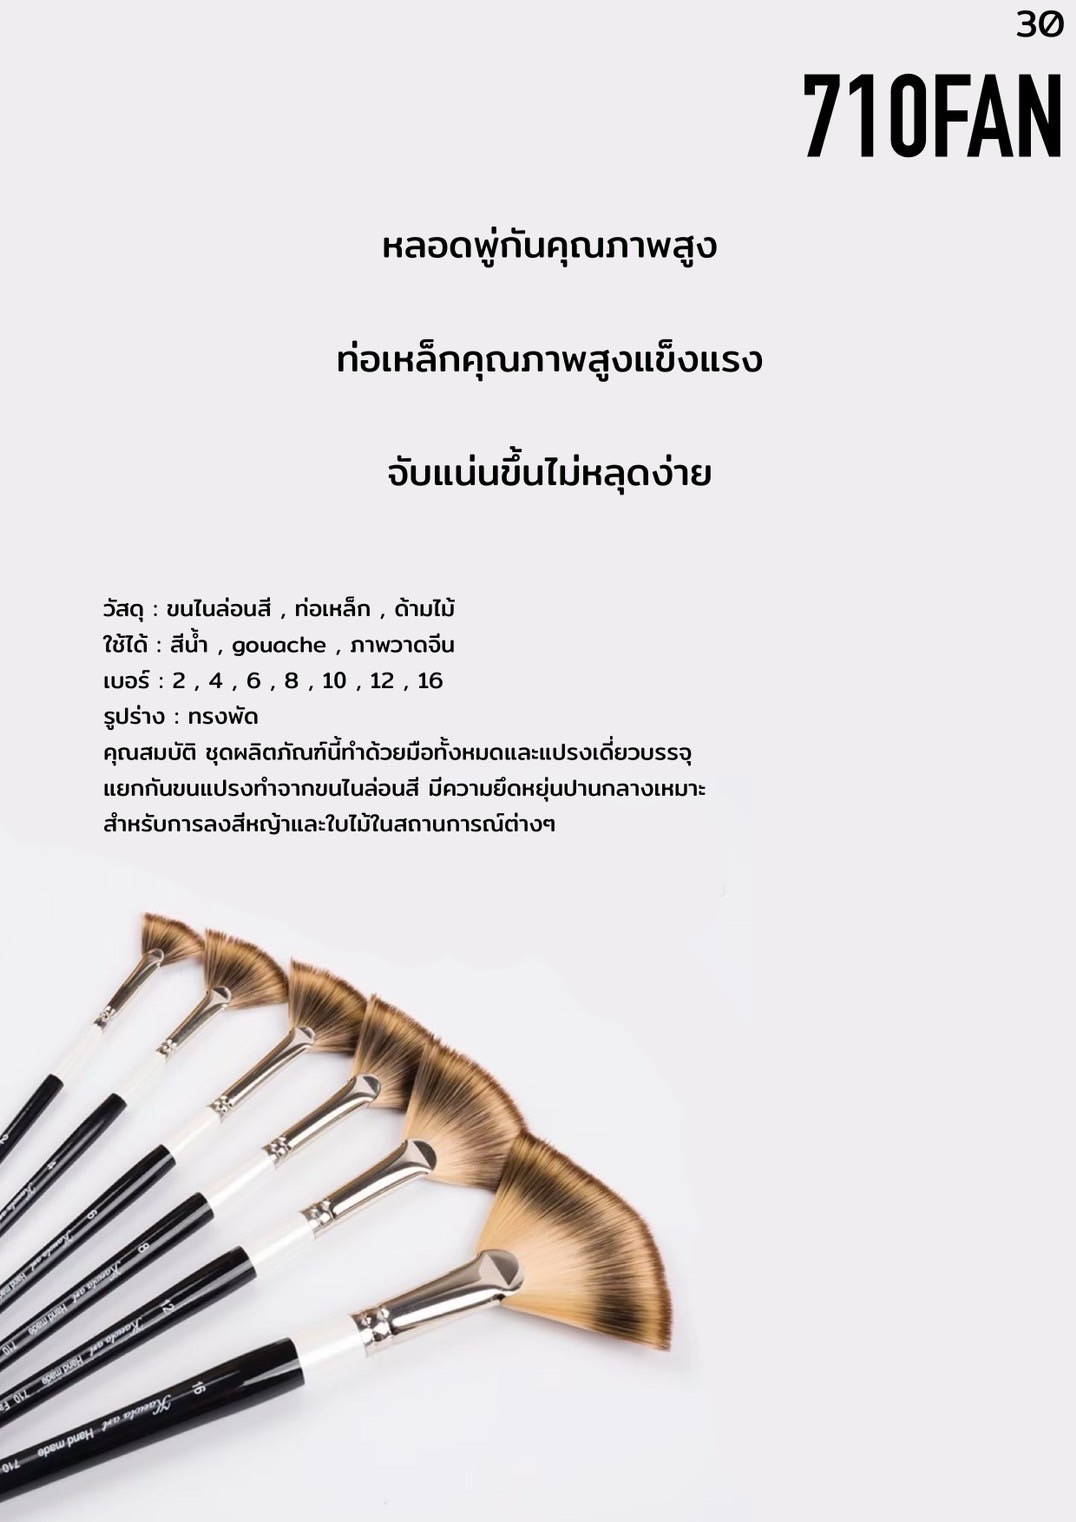 30
710FAN
หลอดพู่กันคุณภาพสูง
ท่อเหล็กคุณภาพสูงแข็งแรง
จับแน่นขึ้นไม่หลุดง่าย
วัสดุ : ขนไนล่อนสี , ท่อเหล็ก , ด้ามไม้
ใช้ได้ : สีน้ำ , gouache , ภาพวาดจีน
เบอร์ : 2 , 4 , 6 , 8 , 10 , 12 , 16
รูปร่าง : ทรงพัด
คุณสมบัติ ชุดผลิตภัณฑ์นี้ทำด้วยมือทั้งหมดและแปรงเดี่ยวบรรจุ
แยกกันขนแปรงทำจากขนไนล่อนสี มีความยึดหยุ่นปานกลางเหมาะ
สำหรับการลงสีหญ้าและใบไม้ในสถานการณ์ต่างๆ
2
4
6
Hand made
8
Hand made 710
12
Hand made 710
16
art Hand made 710